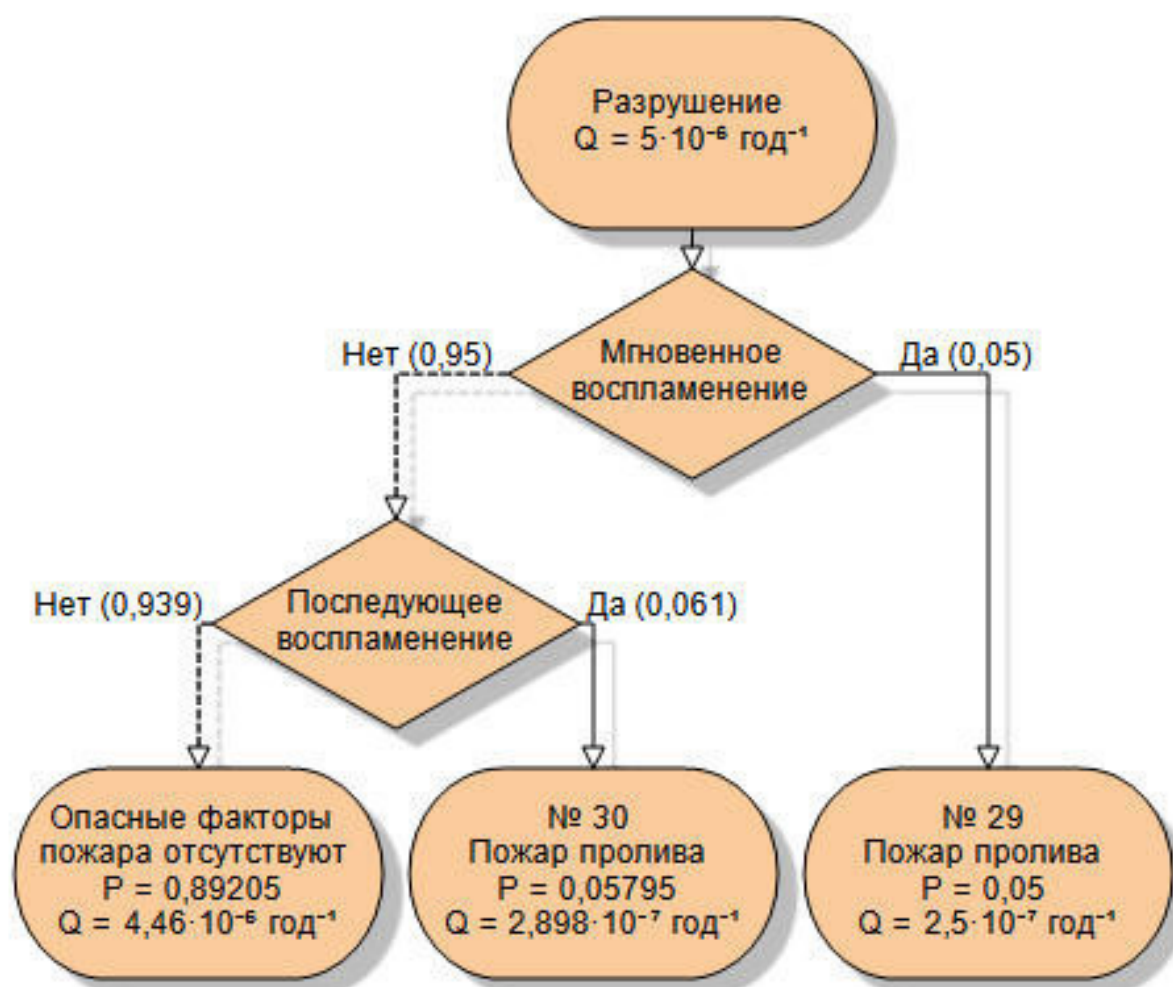 Разрушение
Q = 5·10⁻⁶ год⁻¹
Нет (0,95)
Мгновенное
воспламенение
Да (0,05)
Нет (0,939)
Последующее
воспламенение
Да (0,061)
Опасные факторы
пожара отсутствуют
P = 0,89205
Q = 4,46·10⁻⁶ год⁻¹
№ 30
Пожар пролива
P = 0,05795
Q = 2,898·10⁻⁷ год⁻¹
№ 29
Пожар пролива
P = 0,05
Q = 2,5·10⁻⁷ год⁻¹